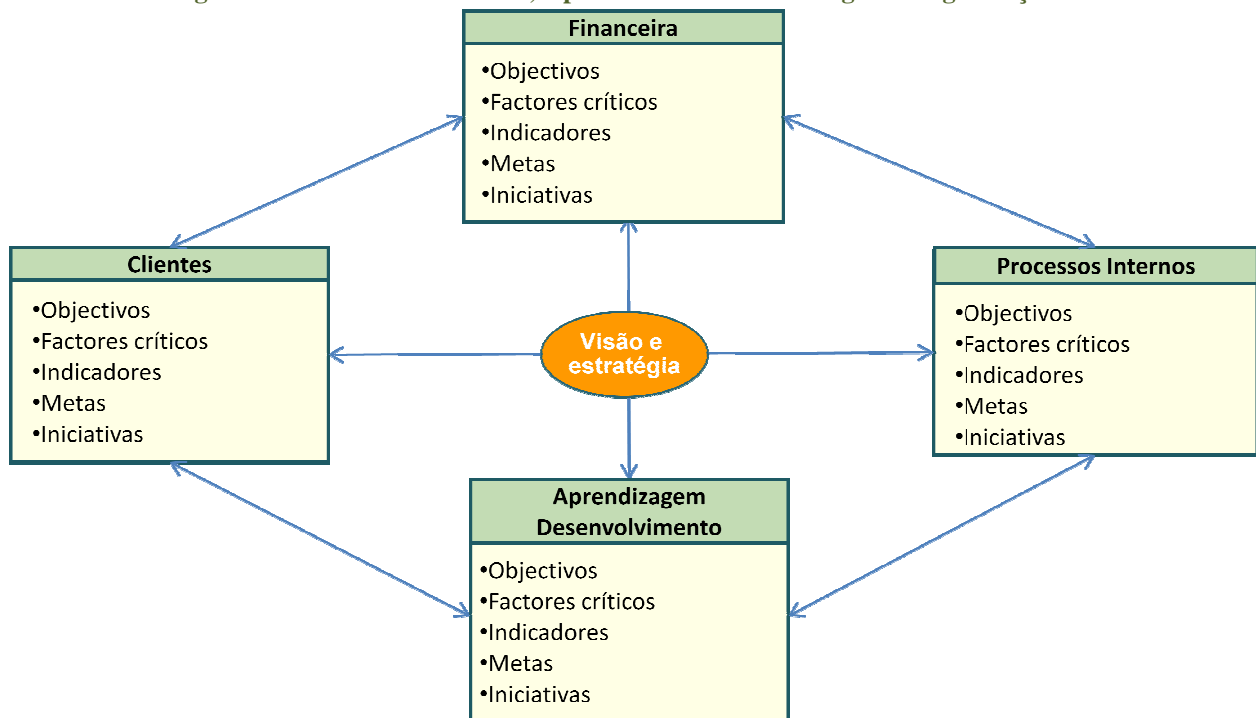 Financeira
•Objectivos
•Factores críticos
•Indicadores
•Metas
•Iniciativas
Clientes
•Objectivos
•Factores críticos
•Indicadores
•Metas
•Iniciativas
Visão e
estratégia
Processos Internos
•Objectivos
•Factores críticos
•Indicadores
•Metas
•Iniciativas
Aprendizagem
Desenvolvimento
•Objectivos
•Factores críticos
•Indicadores
•Metas
•Iniciativas